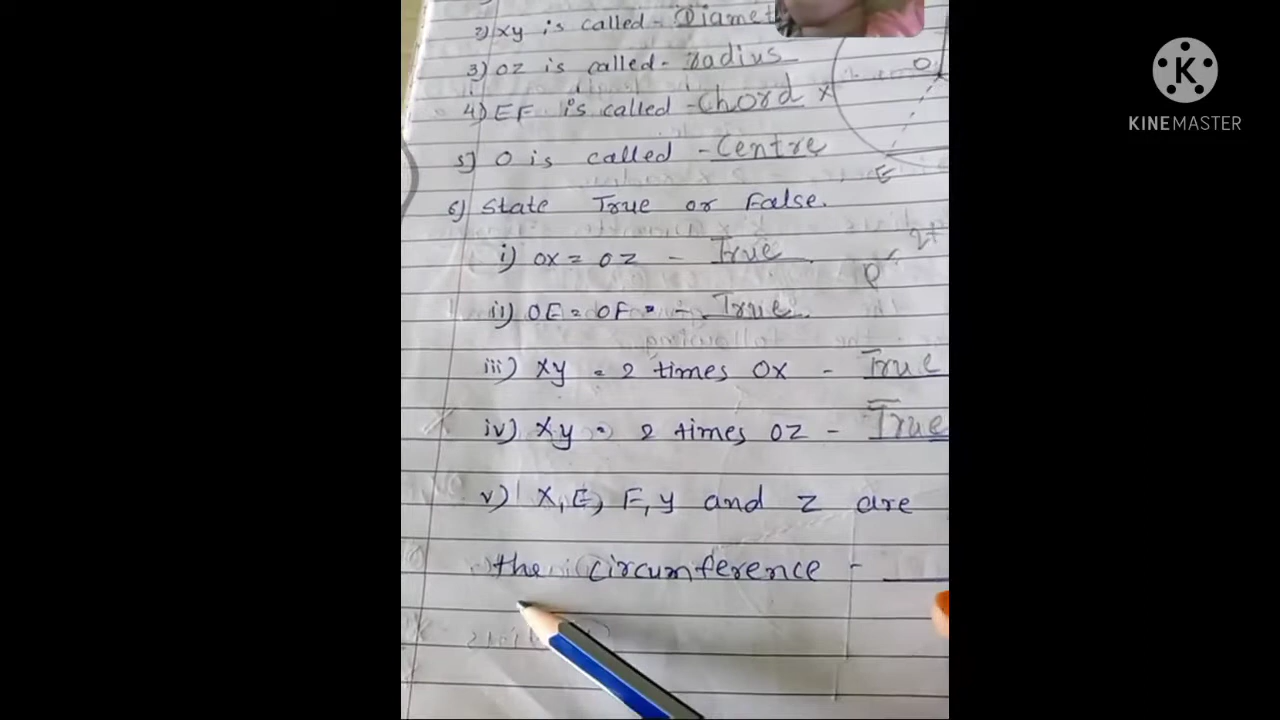 2) xy is called - Diamet
3) OZ is called - radius
4) EF is called - Chord X
5) O is called - Centre
6) State True or False.
i) OX = OZ - True
ii) OE = OF = - True
iii) xy = 2 times OX - True
iv) xy = 2 times OZ - True
v) X, E, F, y and z are
the circumference -
O
E
K
KINEMASTER